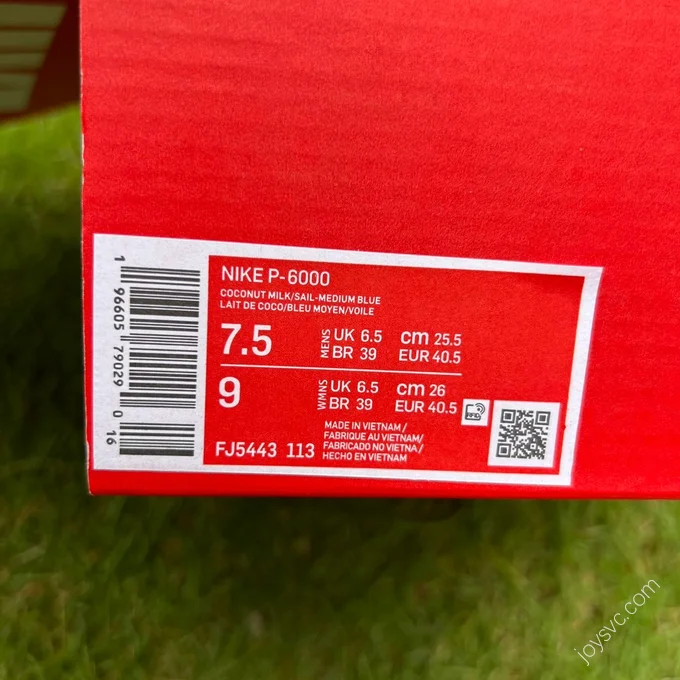 NIKE P-6000
COCONUT MILK/SAIL-MEDIUM BLUE
LAIT DE COCO/BLEU MOYEN/VOILE
7.5 MENS UK 6.5 cm 25.5
BR 39 EUR 40.5
9 WMNS UK 6.5 cm 26
BR 39 EUR 40.5
RFID
FJ5443 113
MADE IN VIETNAM/
FABRIQUE AU VIETNAM/
FABRICADO NO VIETNA/
HECHO EN VIETNAM
1 96605 79029 0 16
joysvc.com